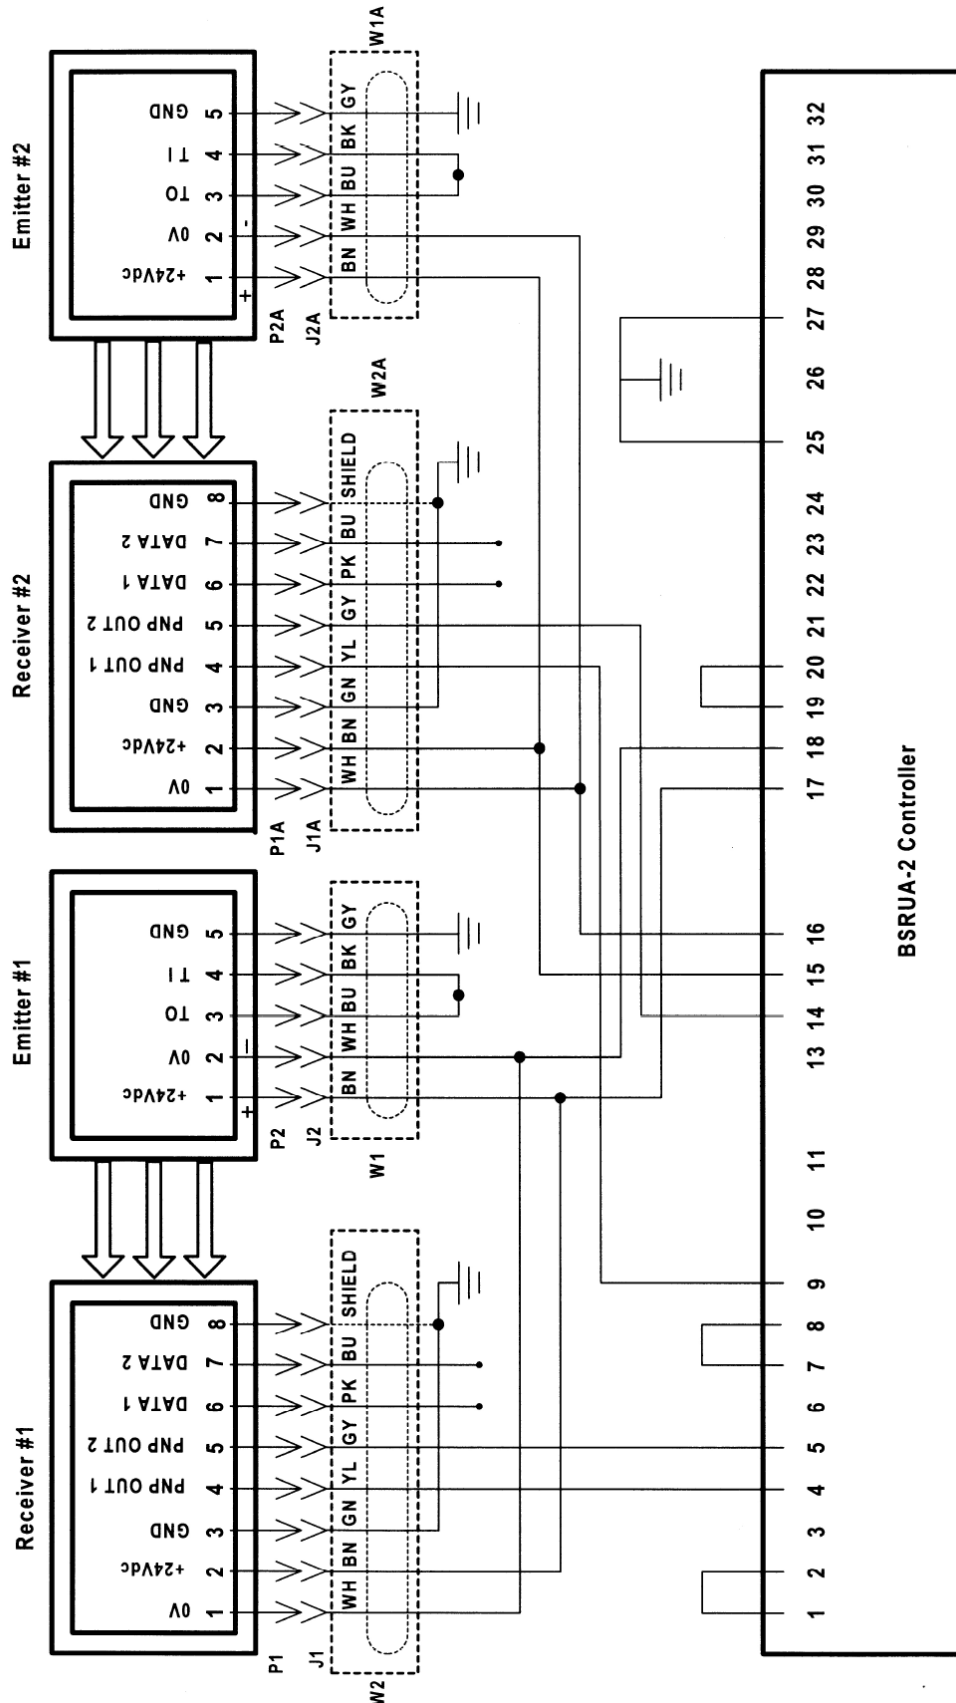 Receiver #1
0V
+24Vdc
GND
PNP OUT 1
PNP OUT 2
DATA 1
DATA 2
GND
1 2 3 4 5 6 7 8
P1
J1
WH BN GN YL GY PK BU SHIELD
W2
Emitter #1
+24Vdc
0V
TO
TI
GND
1 2 3 4 5
+ −
P2
J2
BN WH BU BK GY
W1
Receiver #2
0V
+24Vdc
GND
PNP OUT 1
PNP OUT 2
DATA 1
DATA 2
GND
1 2 3 4 5 6 7 8
P1A
J1A
WH BN GN YL GY PK BU SHIELD
W2A
Emitter #2
+24Vdc
0V
TO
TI
GND
1 2 3 4 5
+ -
P2A
J2A
BN WH BU BK GY
W1A
1 2 3 4 5 6 7 8 9 10 11 13 14 15 16 17 18 19 20 21 22 23 24 25 26 27 28 29 30 31 32
BSRUA-2 Controller